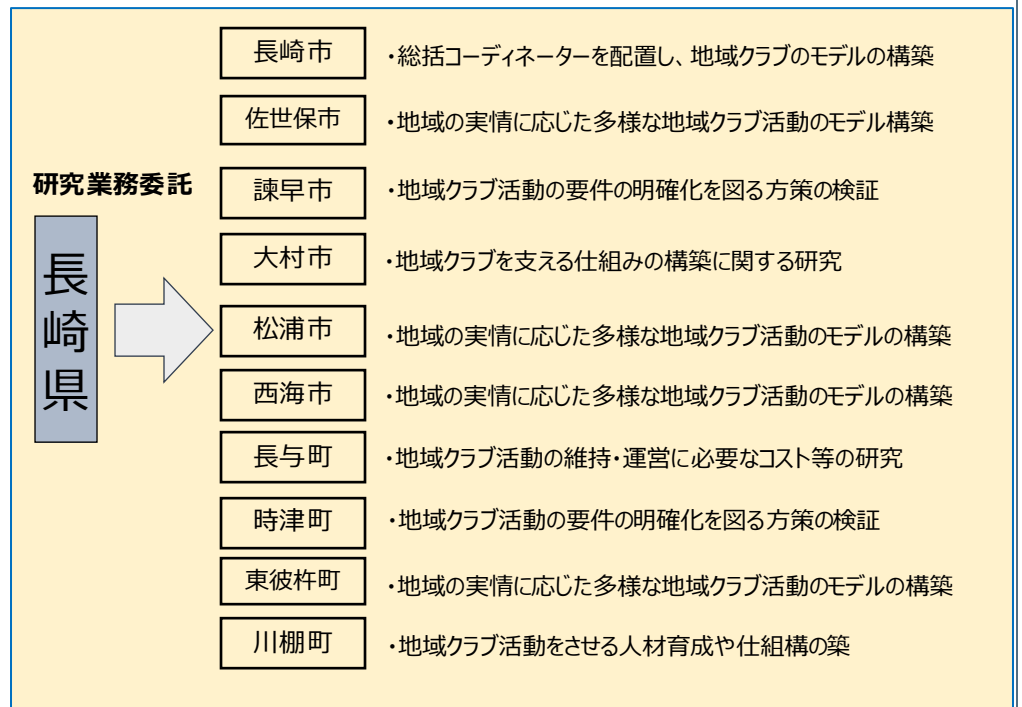 研究業務委託
長崎県
長崎市 ・総括コーディネーターを配置し、地域クラブのモデルの構築
佐世保市 ・地域の実情に応じた多様な地域クラブ活動のモデル構築
諫早市 ・地域クラブ活動の要件の明確化を図る方策の検証
大村市 ・地域クラブを支える仕組みの構築に関する研究
松浦市 ・地域の実情に応じた多様な地域クラブ活動のモデルの構築
西海市 ・地域の実情に応じた多様な地域クラブ活動のモデルの構築
長与町 ・地域クラブ活動の維持・運営に必要なコスト等の研究
時津町 ・地域クラブ活動の要件の明確化を図る方策の検証
東彼杵町 ・地域の実情に応じた多様な地域クラブ活動のモデルの構築
川棚町 ・地域クラブ活動をさせる人材育成や仕組構の築